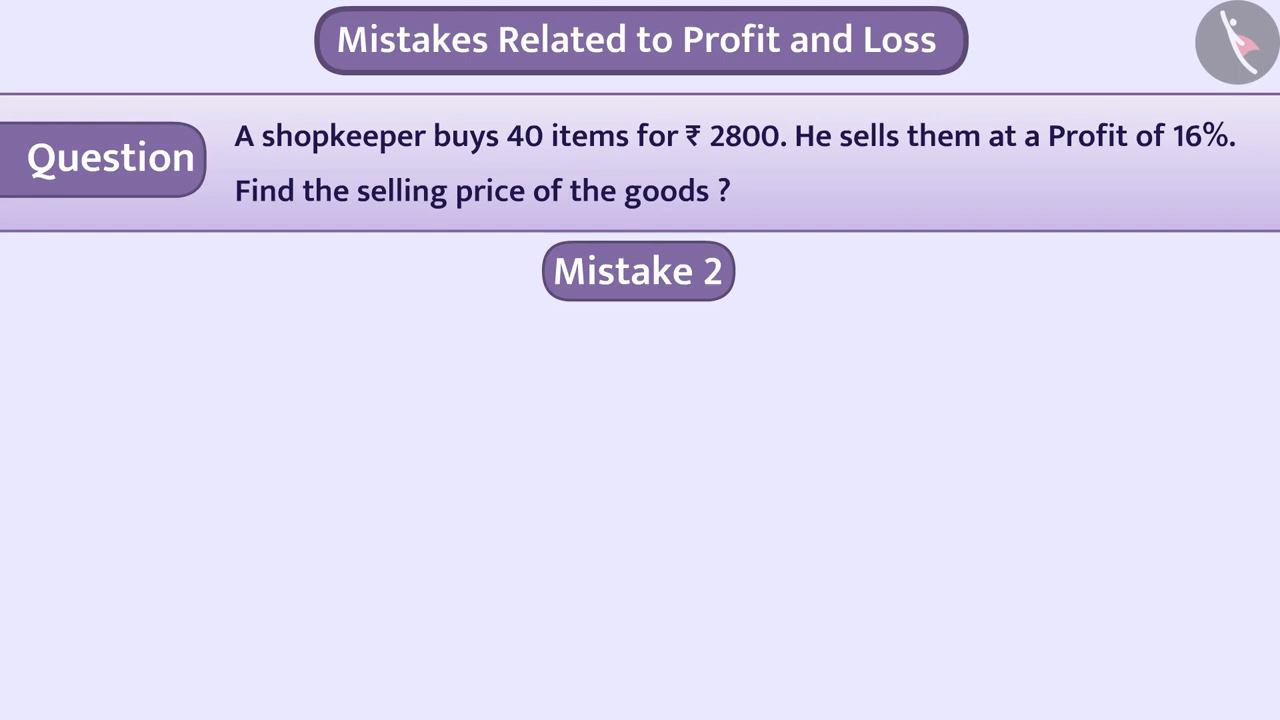 Mistakes Related to Profit and Loss
Question
A shopkeeper buys 40 items for ₹ 2800. He sells them at a Profit of 16%.
Find the selling price of the goods ?
Mistake 2